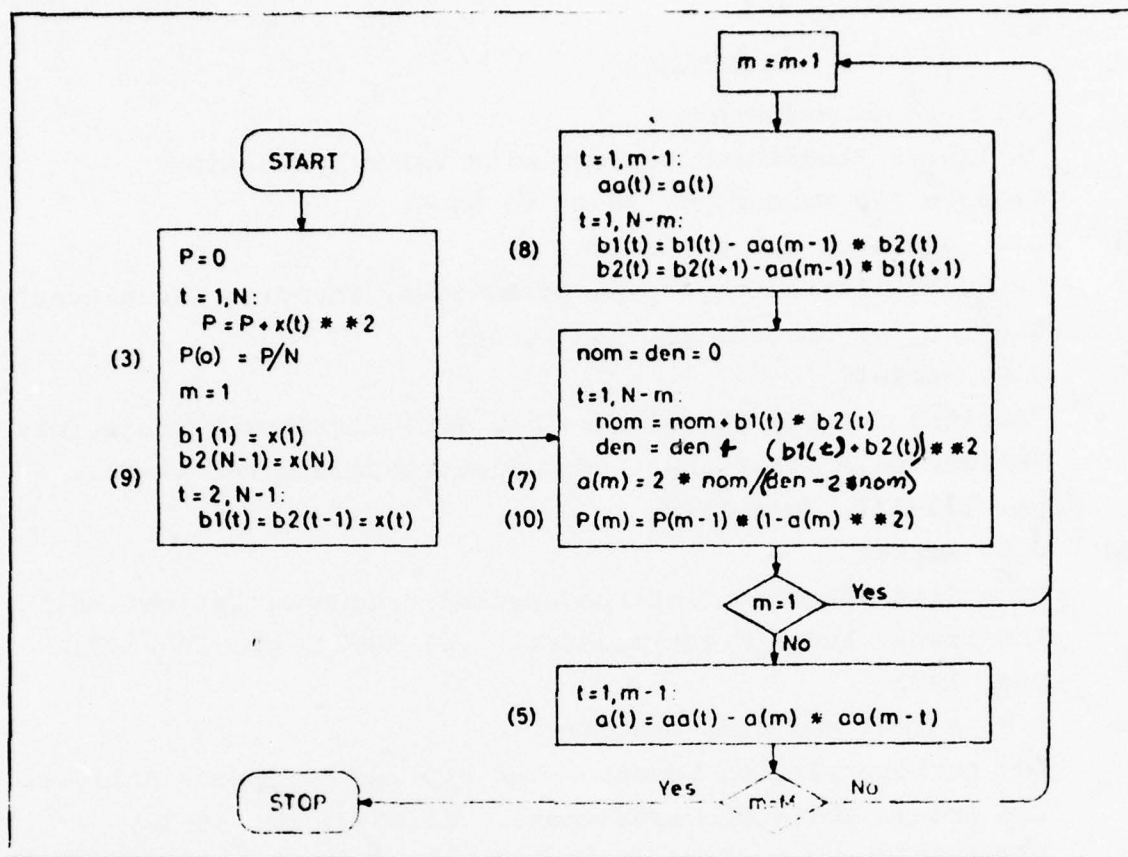 START
P=0
t = 1,N:
P=P+x(t) * *2
(3) P(o) = P/N
m = 1
b1(1) = x(1)
b2(N-1) = x(N)
(9) t = 2, N-1:
b1(t) = b2(t-1) = x(t)
m = m+1
t = 1, m-1:
aa(t) = a(t)
t=1, N-m:
(8) b1(t) = b1(t) - aa(m-1) * b2(t)
b2(t) = b2(t+1) - aa(m-1) * b1(t+1)
nom = den = 0
t=1, N-m:
nom = nom + b1(t) * b2(t)
den = den + (b1(t) + b2(t))**2
(7) a(m) = 2 * nom/(den-2*nom)
(10) P(m) = P(m-1) * (1-a(m) * *2)
m=1 Yes
No
t = 1, m-1:
(5) a(t) = aa(t) - a(m) * aa(m-t)
STOP Yes m=M No